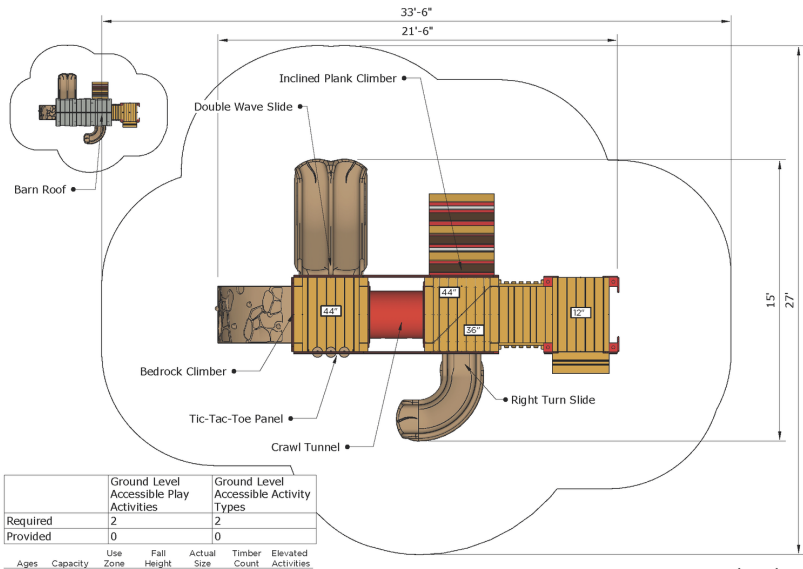 33'-6"
21'-6"
Inclined Plank Climber
Double Wave Slide
Barn Roof
44"
44"
36"
12"
15'
27'
Bedrock Climber
Right Turn Slide
Tic-Tac-Toe Panel
Crawl Tunnel
Ground Level Accessible Play Activities
Ground Level Accessible Activity Types
Required 2 2
Provided 0 0
Ages Capacity Use Zone Fall Height Actual Size Timber Count Elevated Activities